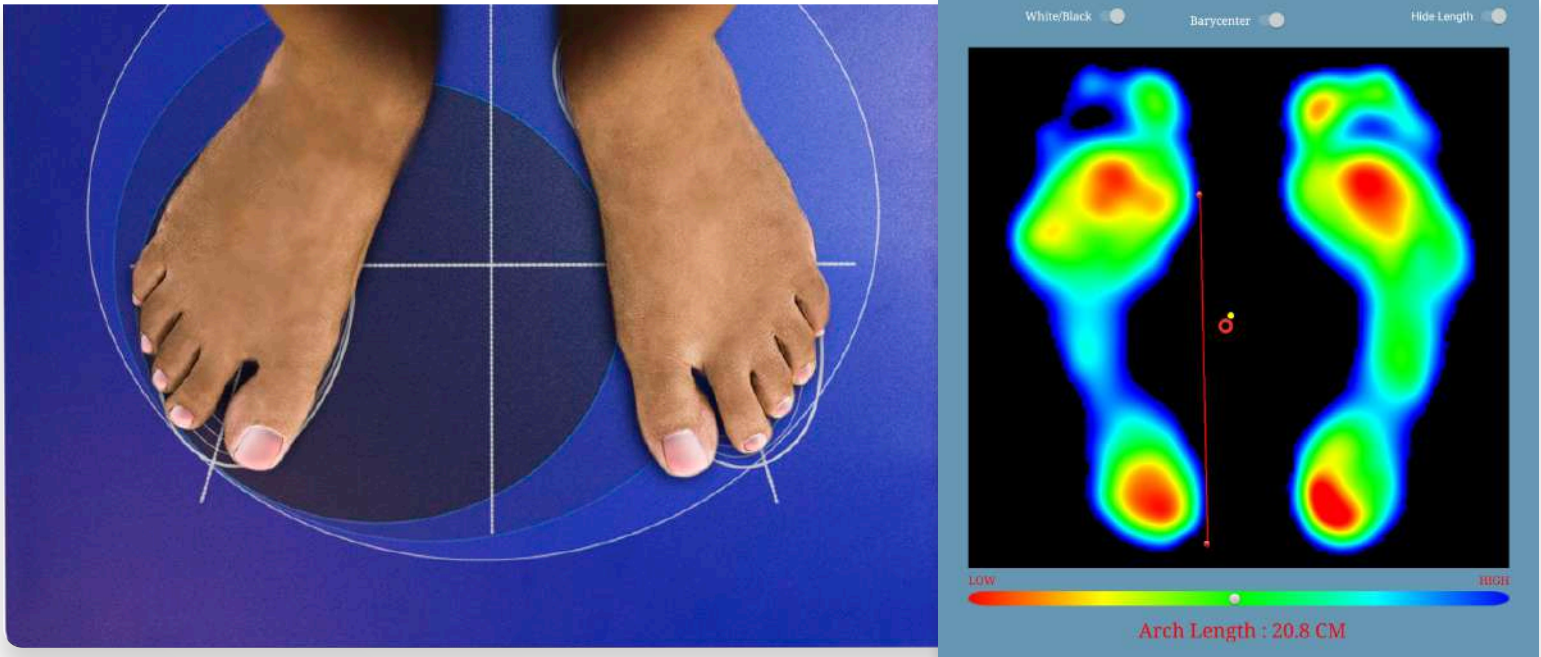 White/Black
Barycenter
Hide Length
LOW
HIGH
Arch Length : 20.8 CM